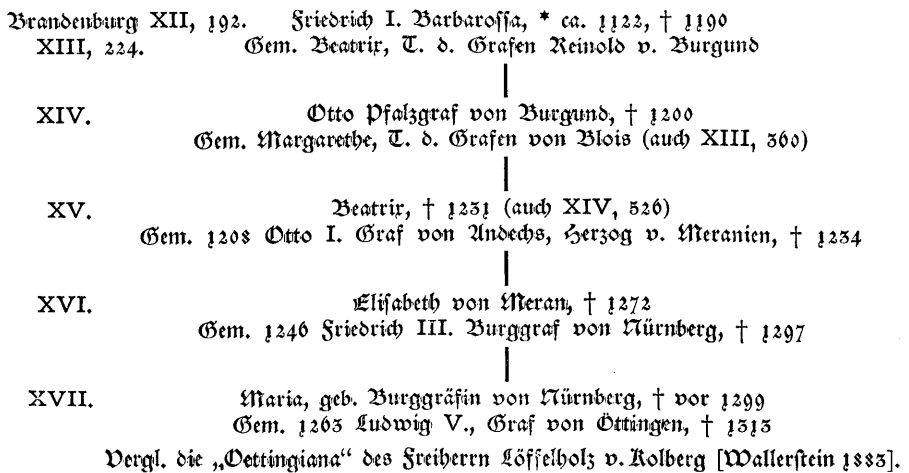 Brandenburg XII, 192. Friedrich I. Barbarossa, * ca. 1122, † 1190
XIII, 224. Gem. Beatrix, T. d. Grafen Reinold v. Burgund
XIV. Otto Pfalzgraf von Burgund, † 1200
Gem. Margarethe, T. d. Grafen von Blois (auch XIII, 360)
XV. Beatrix, † 1231 (auch XIV, 526)
Gem. 1208 Otto I. Graf von Andechs, Herzog v. Meranien, † 1234
XVI. Elisabeth von Meran, † 1272
Gem. 1246 Friedrich III. Burggraf von Nürnberg, † 1297
XVII. Maria, geb. Burggräfin von Nürnberg, † vor 1299
Gem. 1263 Ludwig V., Graf von Öttingen, † 1313
Vergl. die „Oettingiana“ des Freiherrn Löffelholz v. Kolberg [Wallerstein 1883].